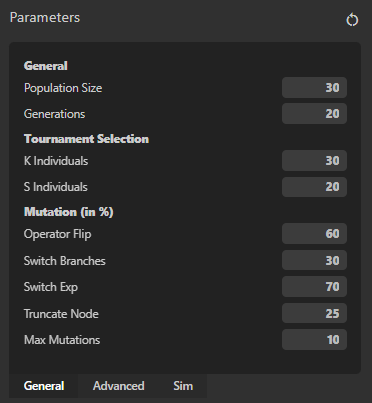 Parameters
General
Population Size 30
Generations 20
Tournament Selection
K Individuals 30
S Individuals 20
Mutation (in %)
Operator Flip 60
Switch Branches 30
Switch Exp 70
Truncate Node 25
Max Mutations 10
General Advanced Sim